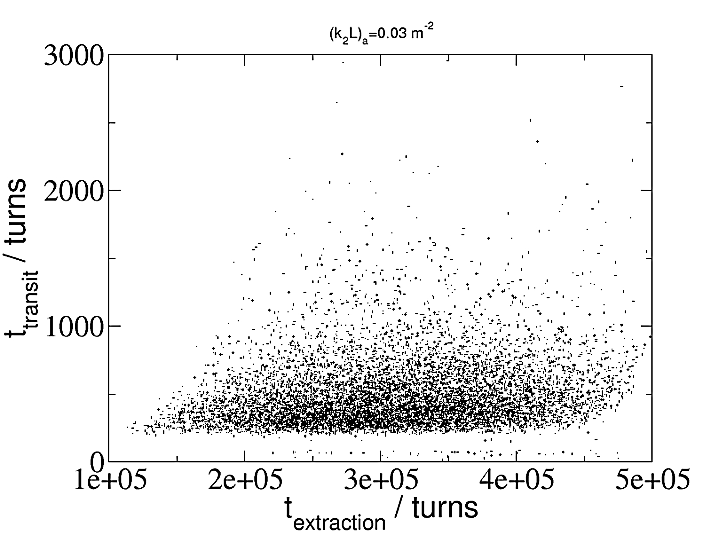 (k2L)a=0.03 m-2
3000
2000
1000
0
ttransit / turns
1e+05 2e+05 3e+05 4e+05 5e+05
textraction / turns